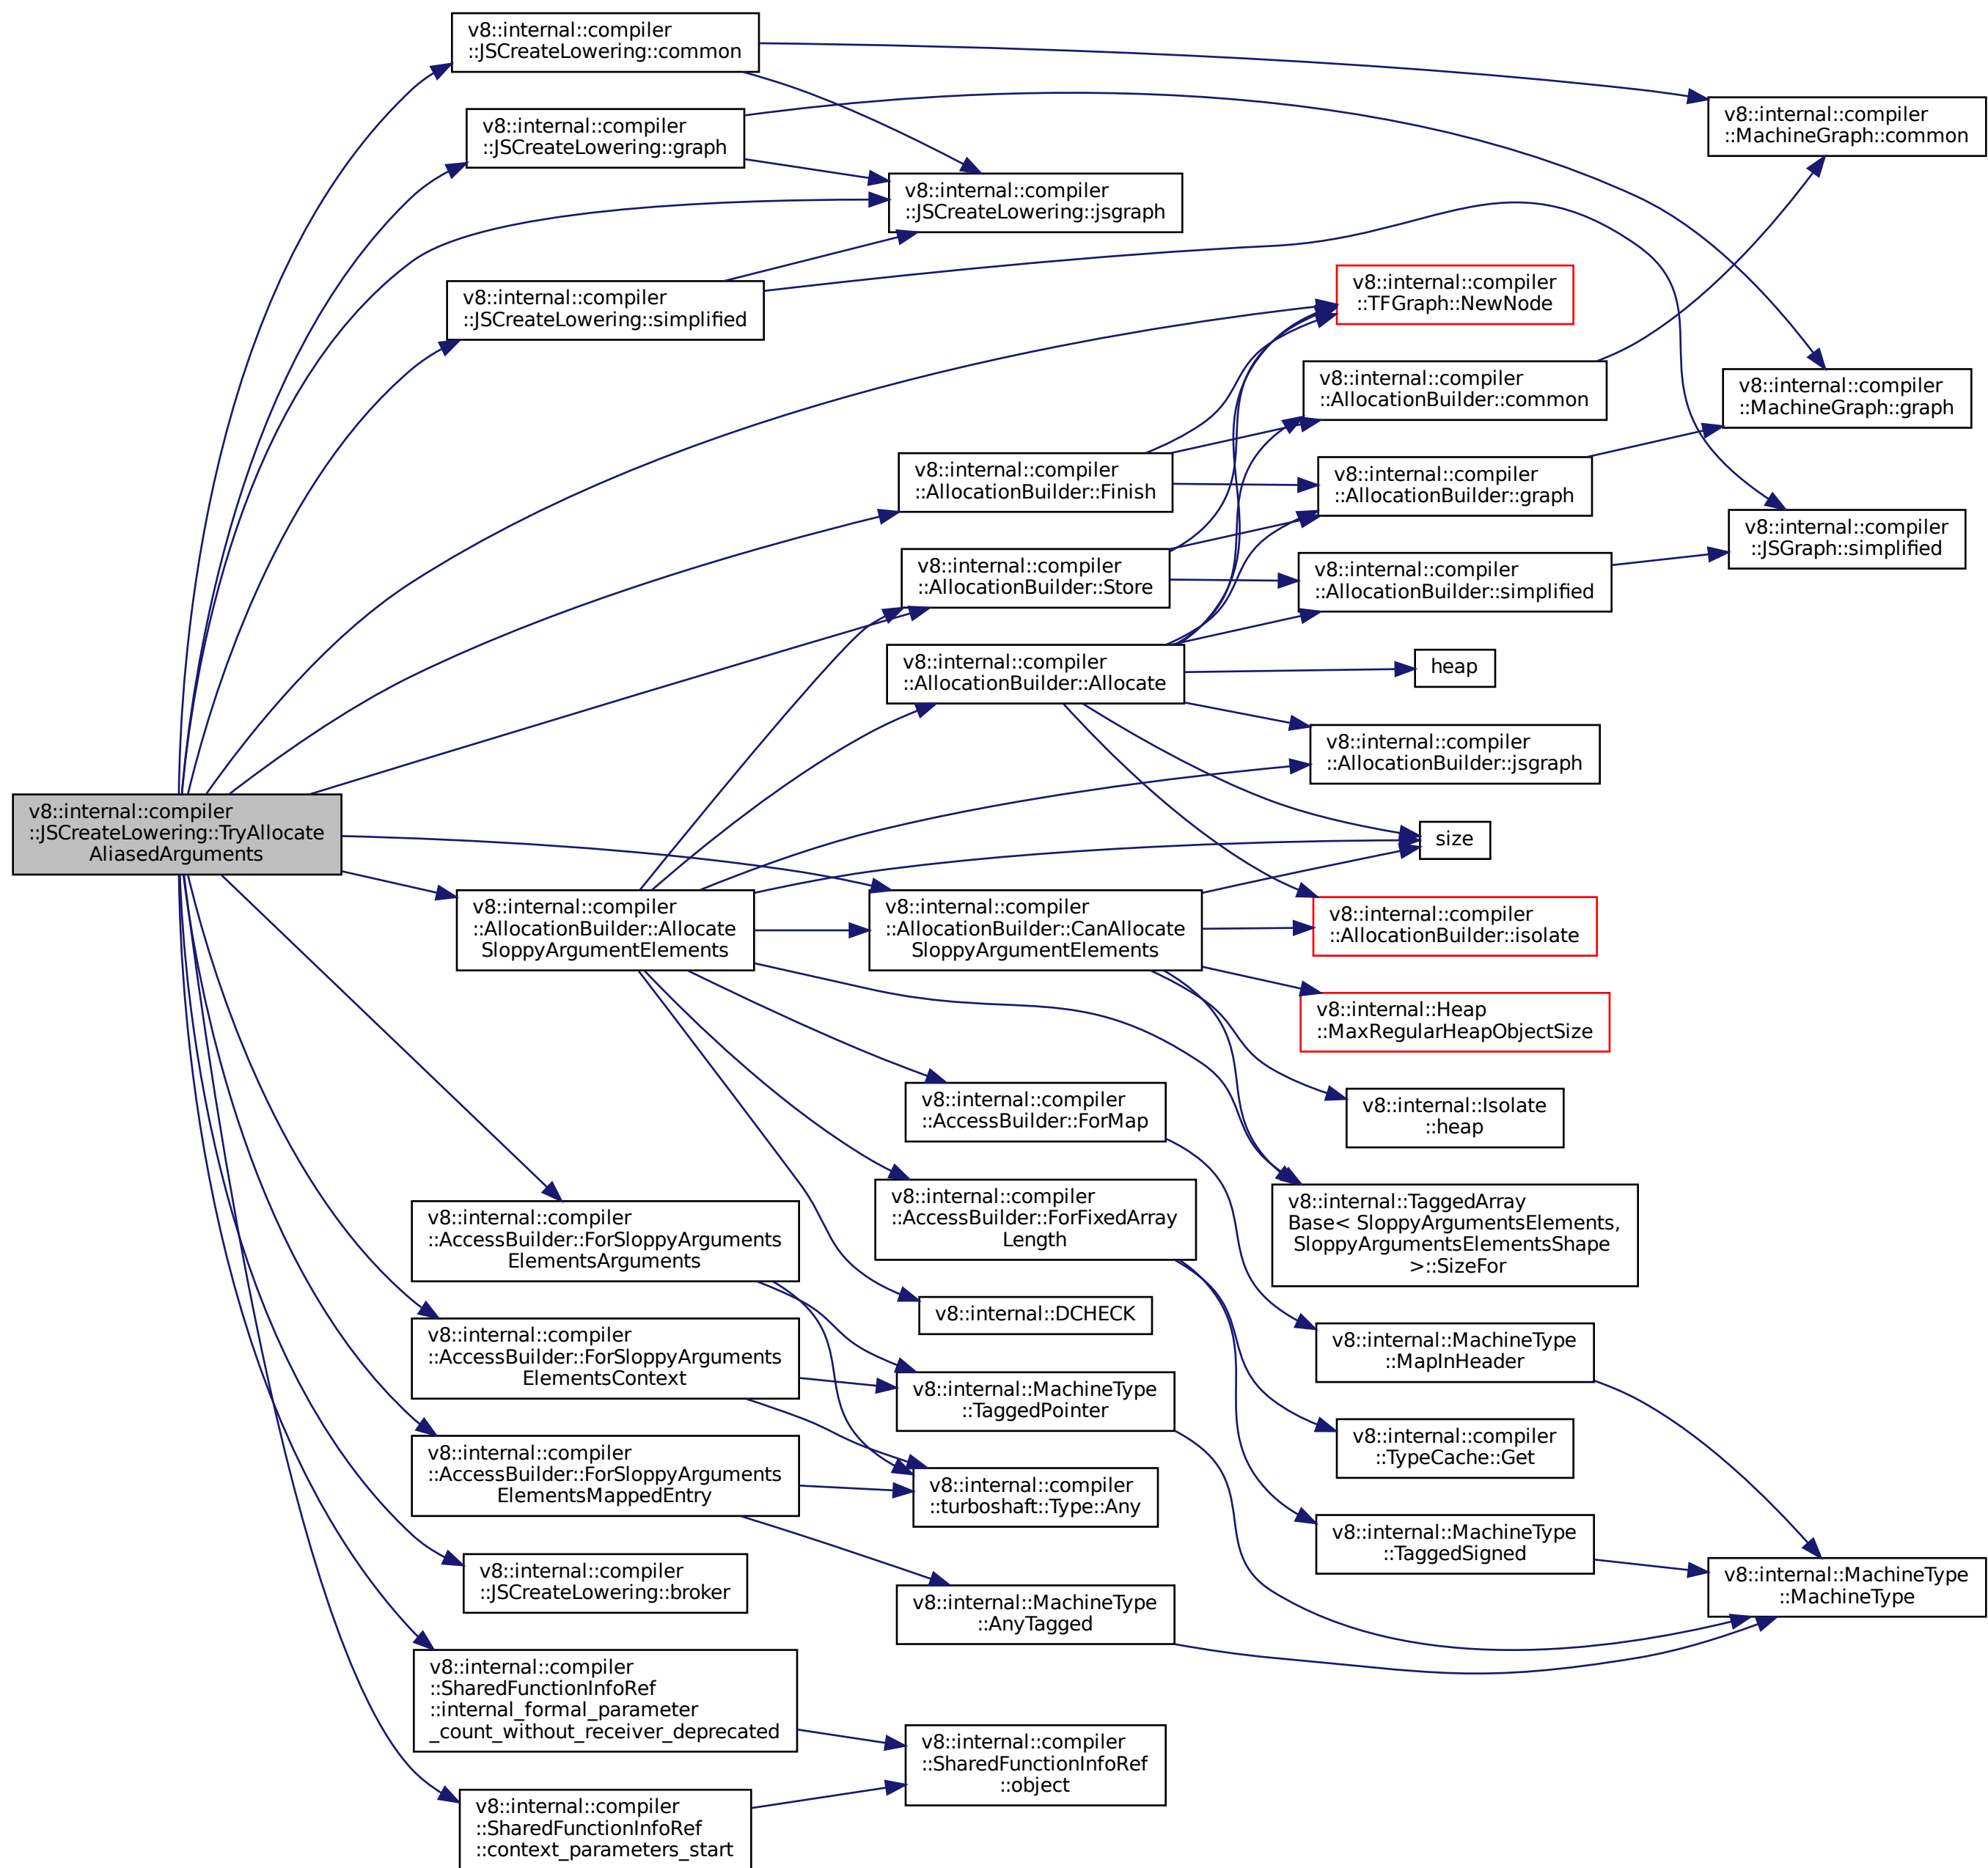 v8::internal::compiler
::JSCreateLowering::common
v8::internal::compiler
::MachineGraph::common
v8::internal::compiler
::JSCreateLowering::graph
v8::internal::compiler
::JSCreateLowering::jsgraph
v8::internal::compiler
::JSCreateLowering::simplified
v8::internal::compiler
::TFGraph::NewNode
v8::internal::compiler
::AllocationBuilder::common
v8::internal::compiler
::MachineGraph::graph
v8::internal::compiler
::AllocationBuilder::Finish
v8::internal::compiler
::AllocationBuilder::graph
v8::internal::compiler
::JSGraph::simplified
v8::internal::compiler
::AllocationBuilder::Store
v8::internal::compiler
::AllocationBuilder::simplified
v8::internal::compiler
::AllocationBuilder::Allocate
heap
v8::internal::compiler
::AllocationBuilder::jsgraph
v8::internal::compiler
::JSCreateLowering::TryAllocate
AliasedArguments
size
v8::internal::compiler
::AllocationBuilder::Allocate
SloppyArgumentElements
v8::internal::compiler
::AllocationBuilder::CanAllocate
SloppyArgumentElements
v8::internal::compiler
::AllocationBuilder::isolate
v8::internal::Heap
::MaxRegularHeapObjectSize
v8::internal::compiler
::AccessBuilder::ForMap
v8::internal::Isolate
::heap
v8::internal::compiler
::AccessBuilder::ForFixedArray
Length
v8::internal::TaggedArray
Base< SloppyArgumentsElements,
SloppyArgumentsElementsShape
>::SizeFor
v8::internal::compiler
::AccessBuilder::ForSloppyArguments
ElementsArguments
v8::internal::DCHECK
v8::internal::compiler
::AccessBuilder::ForSloppyArguments
ElementsContext
v8::internal::MachineType
::MapInHeader
v8::internal::MachineType
::TaggedPointer
v8::internal::compiler
::TypeCache::Get
v8::internal::compiler
::AccessBuilder::ForSloppyArguments
ElementsMappedEntry
v8::internal::compiler
::turboshaft::Type::Any
v8::internal::MachineType
::TaggedSigned
v8::internal::compiler
::JSCreateLowering::broker
v8::internal::MachineType
::MachineType
v8::internal::MachineType
::AnyTagged
v8::internal::compiler
::SharedFunctionInfoRef
::internal_formal_parameter
_count_without_receiver_deprecated
v8::internal::compiler
::SharedFunctionInfoRef
::object
v8::internal::compiler
::SharedFunctionInfoRef
::context_parameters_start